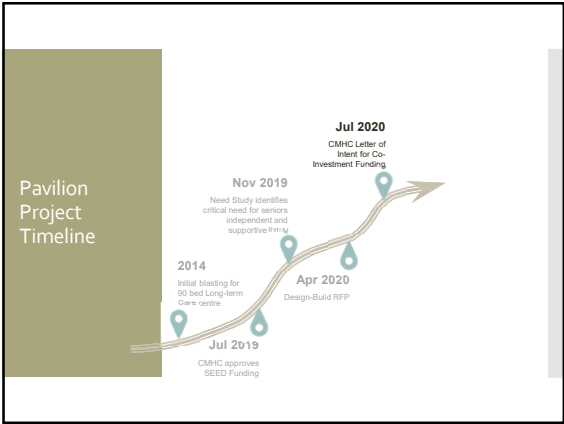 Pavilion
Project
Timeline
2014
Initial blasting for
90 bed Long-term
Care Centre
Jul 2019
CMHC approves
SEED Funding
Nov 2019
Need Study identifies
critical need for seniors
independent and
supportive living
Apr 2020
Design-Build RFP
Jul 2020
CMHC Letter of
Intent for Co-
Investment Funding